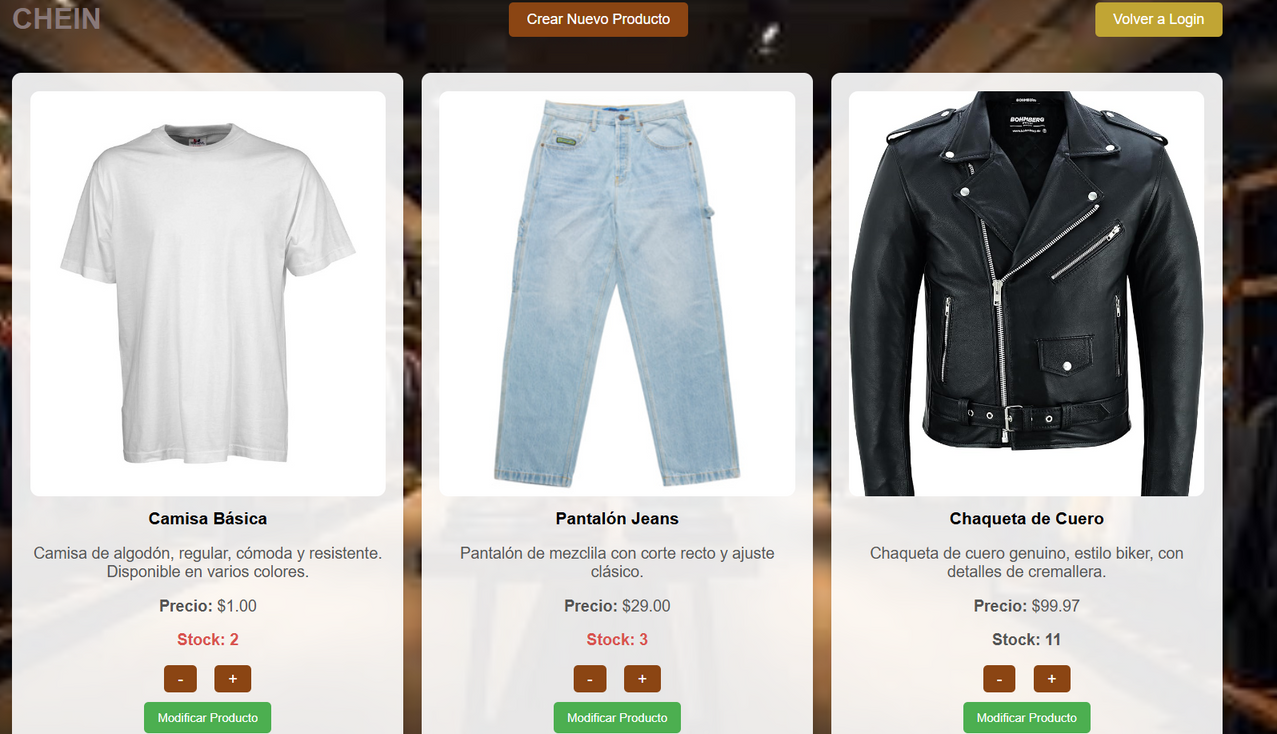 CHEIN
Crear Nuevo Producto
Volver a Login
BOHMBERG
BOHMBERG
Camisa Básica
Camisa de algodón, regular, cómoda y resistente.
Disponible en varios colores.
Precio: $1.00
Stock: 2
-
+
Modificar Producto
Pantalón Jeans
Pantalón de mezclila con corte recto y ajuste
clásico.
Precio: $29.00
Stock: 3
-
+
Modificar Producto
Chaqueta de Cuero
Chaqueta de cuero genuino, estilo biker, con
detalles de cremallera.
Precio: $99.97
Stock: 11
-
+
Modificar Producto